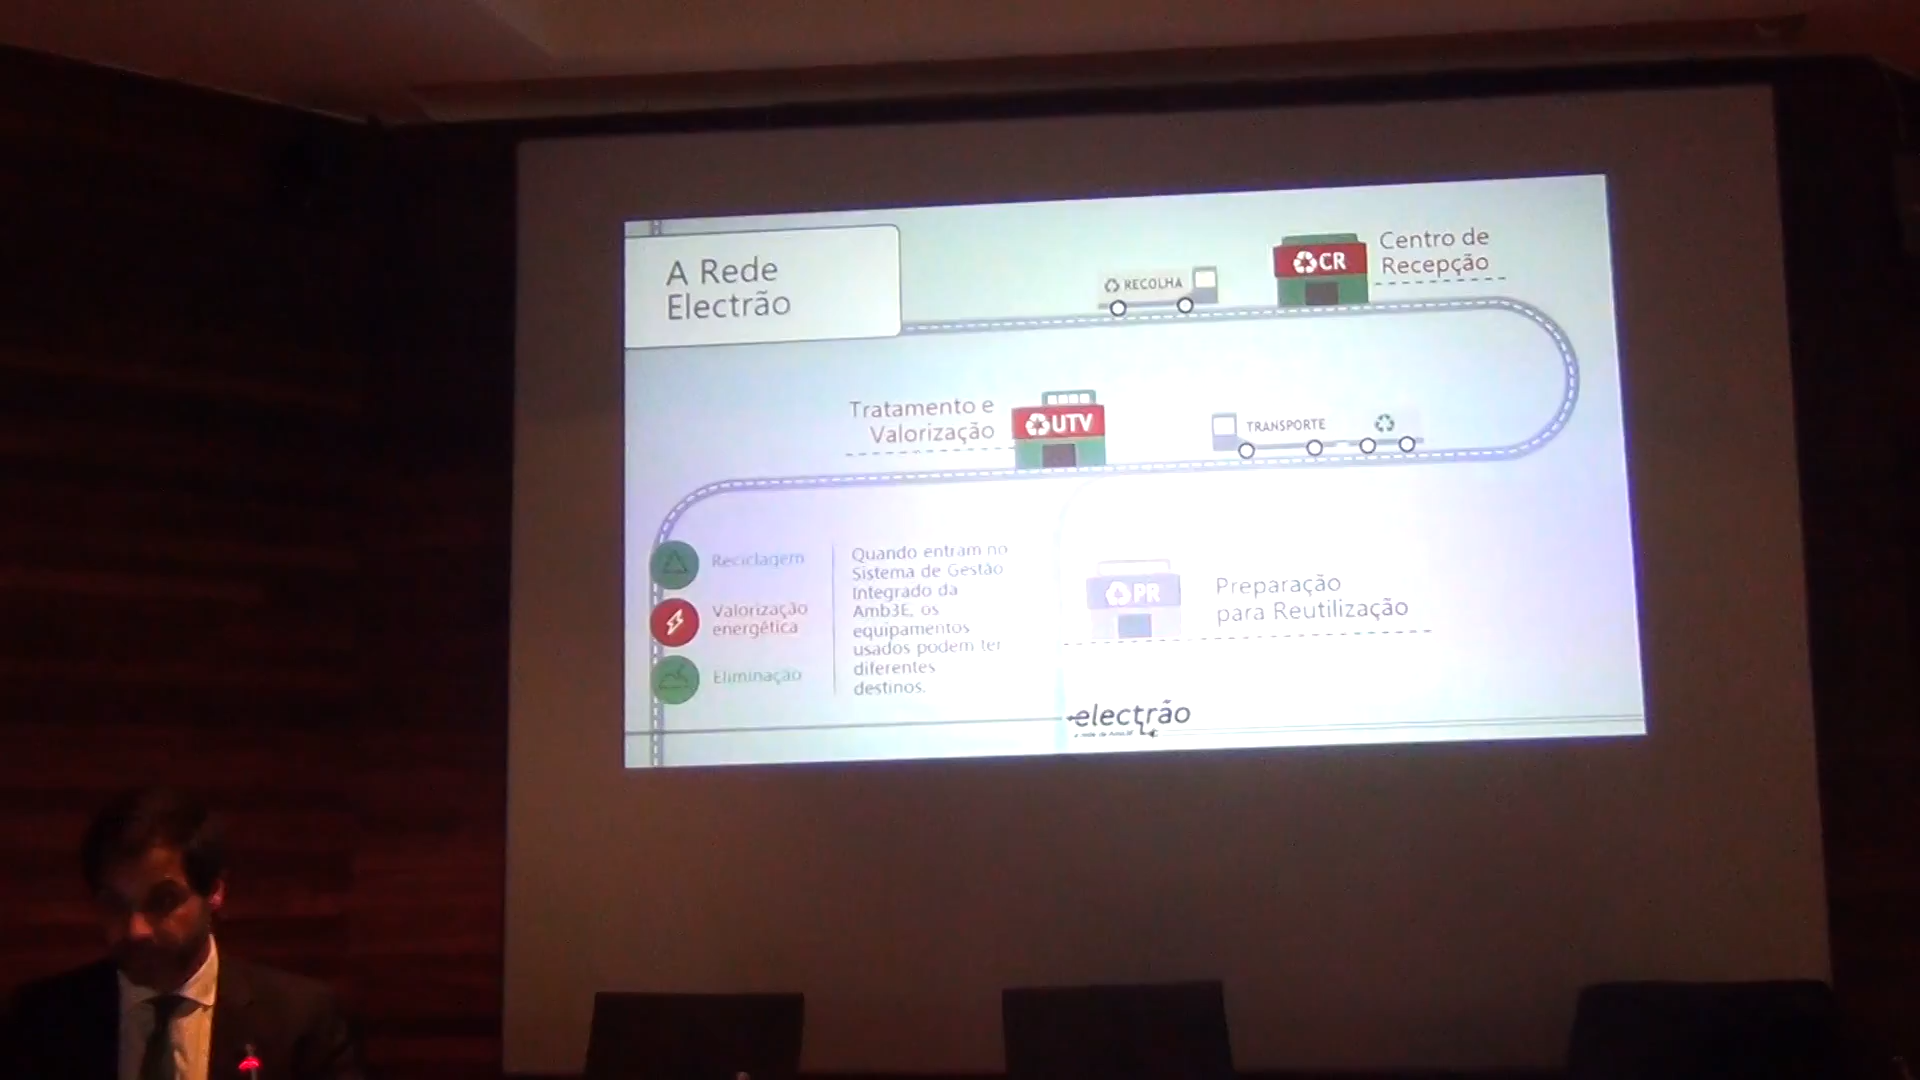 A Rede
Electrão
RECOLHA
CR
Centro de
Recepção
Tratamento e
Valorização
UTV
TRANSPORTE
Reciclagem
Valorização
energética
Eliminação
Quando entram no
Sistema de Gestão
Integrado da
Amb3E, os
equipamentos
usados podem ter
diferentes
destinos.
PR
Preparação
para Reutilização
electrão